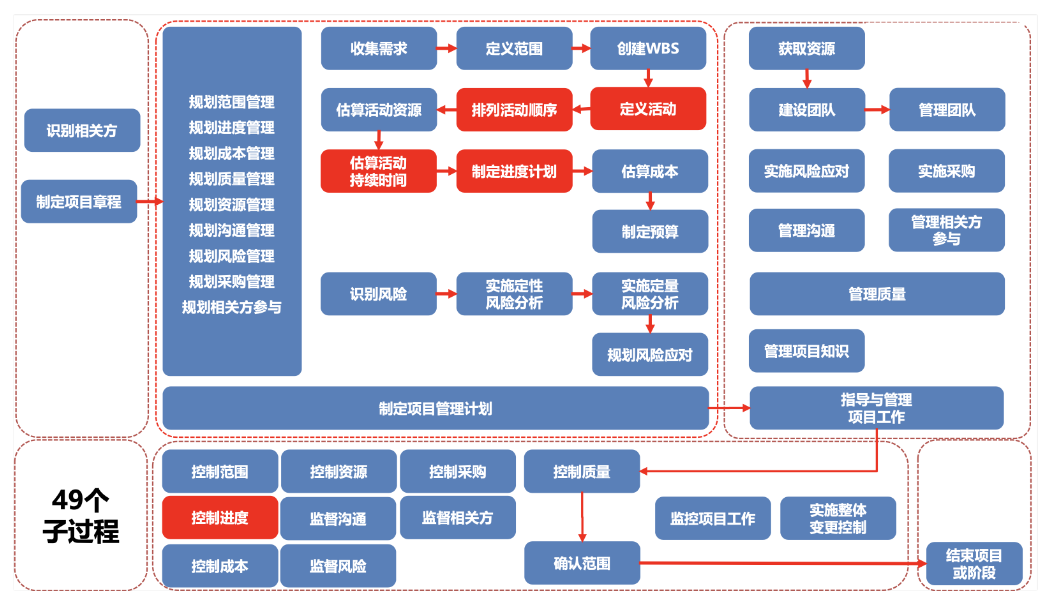 识别相关方
制定项目章程
规划范围管理
规划进度管理
规划成本管理
规划质量管理
规划资源管理
规划沟通管理
规划风险管理
规划采购管理
规划相关方参与
收集需求
定义范围
创建WBS
估算活动资源
排列活动顺序
定义活动
估算活动
持续时间
制定进度计划
估算成本
制定预算
识别风险
实施定性
风险分析
实施定量
风险分析
规划风险应对
制定项目管理计划
获取资源
建设团队
管理团队
实施风险应对
实施采购
管理沟通
管理相关方
参与
管理质量
管理项目知识
指导与管理
项目工作
49个
子过程
控制范围
控制资源
控制采购
控制质量
控制进度
监督沟通
监督相关方
监控项目工作
实施整体
变更控制
控制成本
监督风险
确认范围
结束项目
或阶段